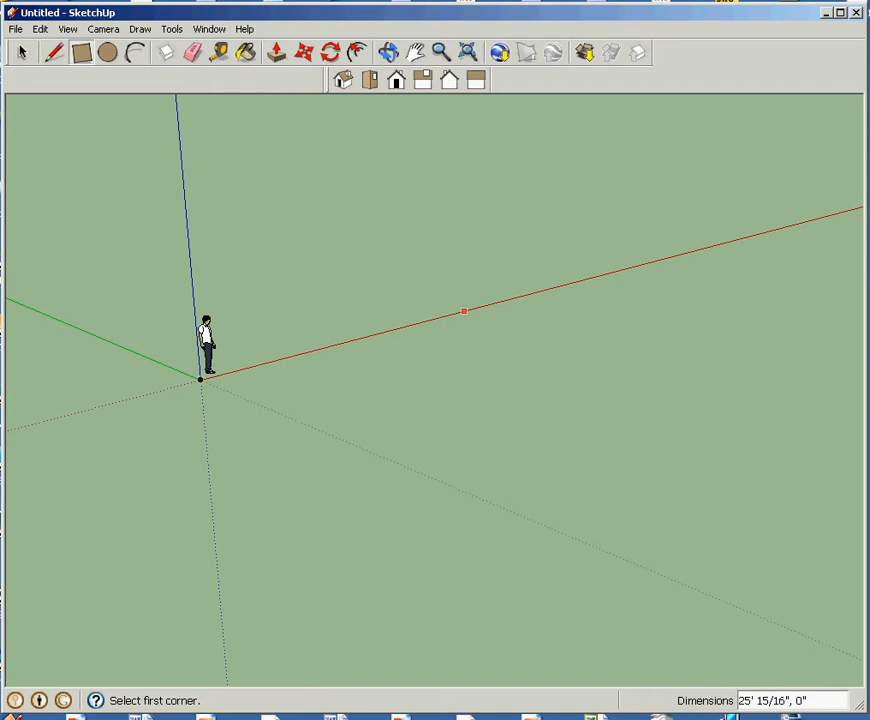 Untitled - SketchUp
File Edit View Camera Draw Tools Window Help
Select first corner.
Dimensions 25' 15/16", 0"